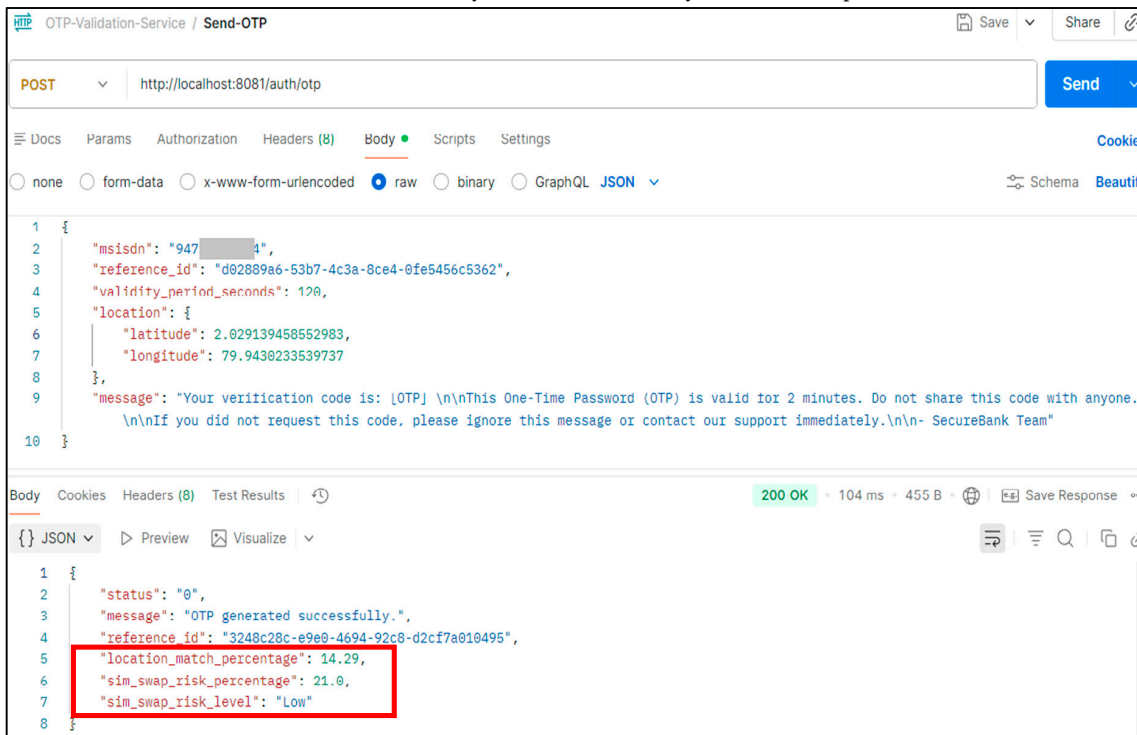 HTTP OTP-Validation-Service / Send-OTP Save Share
POST http://localhost:8081/auth/otp Send
Docs Params Authorization Headers (8) Body Scripts Settings Cookie
none form-data x-www-form-urlencoded raw binary GraphQL JSON Schema Beautif
1 {
2 "msisdn": "947 4",
3 "reference_id": "d02889a6-53b7-4c3a-8ce4-0fe5456c5362",
4 "validity_period_seconds": 120,
5 "location": {
6 "latitude": 2.029139458552983,
7 "longitude": 79.9430233539737
8 },
9 "message": "Your verification code is: [OTP] \n\nThis One-Time Password (OTP) is valid for 2 minutes. Do not share this code with anyone.
\n\nIf you did not request this code, please ignore this message or contact our support immediately.\n\n- SecureBank Team"
10 }
Body Cookies Headers (8) Test Results 200 OK • 104 ms • 455 B • e.g. Save Response
{} JSON Preview Visualize
1 {
2 "status": "0",
3 "message": "OTP generated successfully.",
4 "reference_id": "3248c28c-e9e0-4694-92c8-d2cf7a010495",
5 "location_match_percentage": 14.29,
6 "sim_swap_risk_percentage": 21.0,
7 "sim_swap_risk_level": "Low"
8 }